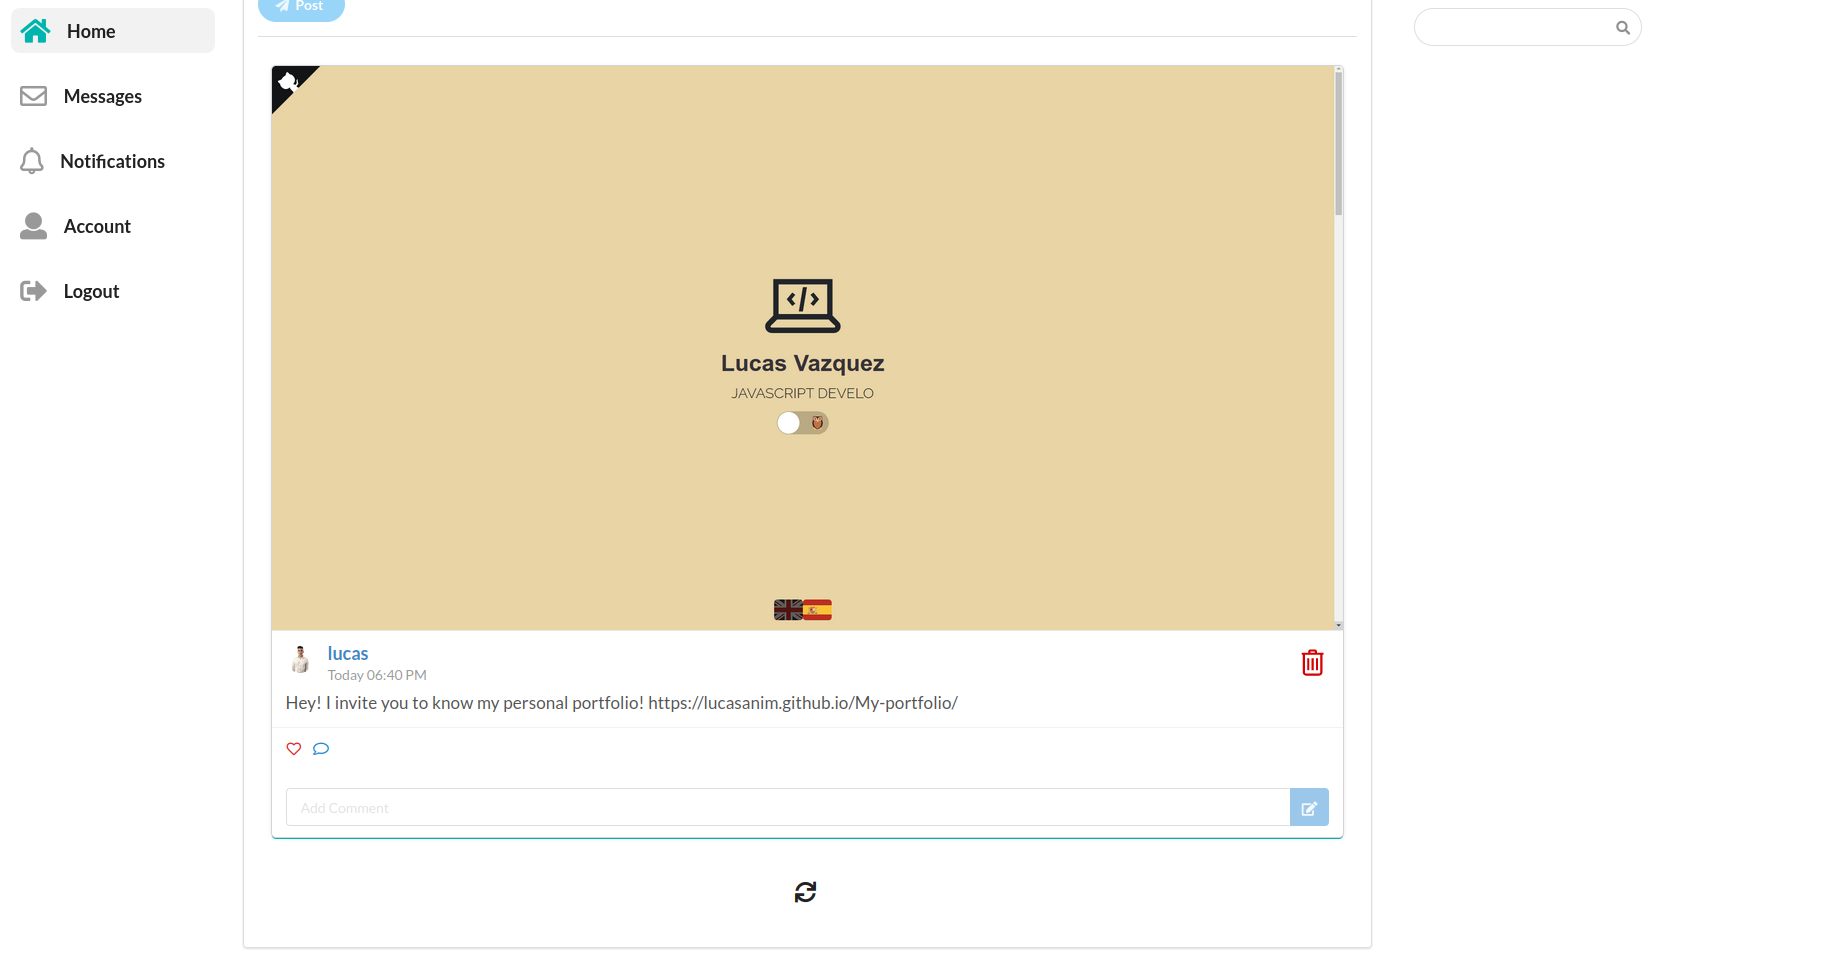 Post
Home
Messages
Notifications
Account
Logout
</>
Lucas Vazquez
JAVASCRIPT DEVELO
lucas
Today 06:40 PM
Hey! I invite you to know my personal portfolio! https://lucasanim.github.io/My-portfolio/
Add Comment